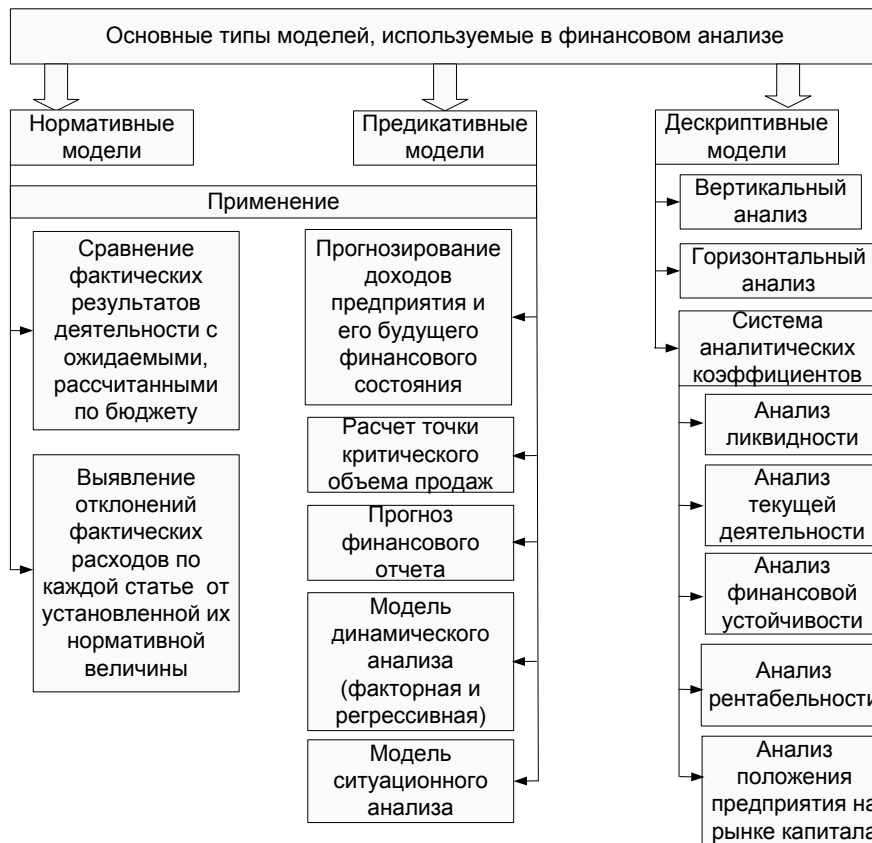 Основные типы моделей, используемые в финансовом анализе
Нормативные
модели
Предикативные
модели
Дескриптивные
модели
Применение
Сравнение
фактических
результатов
деятельности с
ожидаемыми,
рассчитанными
по бюджету
Выявление
отклонений
фактических
расходов по
каждой статье от
установленной их
нормативной
величины
Прогнозирование
доходов
предприятия и
его будущего
финансового
состояния
Расчет точки
критического
объема продаж
Прогноз
финансового
отчета
Модель
динамического
анализа
(факторная и
регрессивная)
Модель
ситуационного
анализа
Вертикальный
анализ
Горизонтальный
анализ
Система
аналитических
коэффициентов
Анализ
ликвидности
Анализ
текущей
деятельности
Анализ
финансовой
устойчивости
Анализ
рентабельности
Анализ
положения
предприятия на
рынке капитала